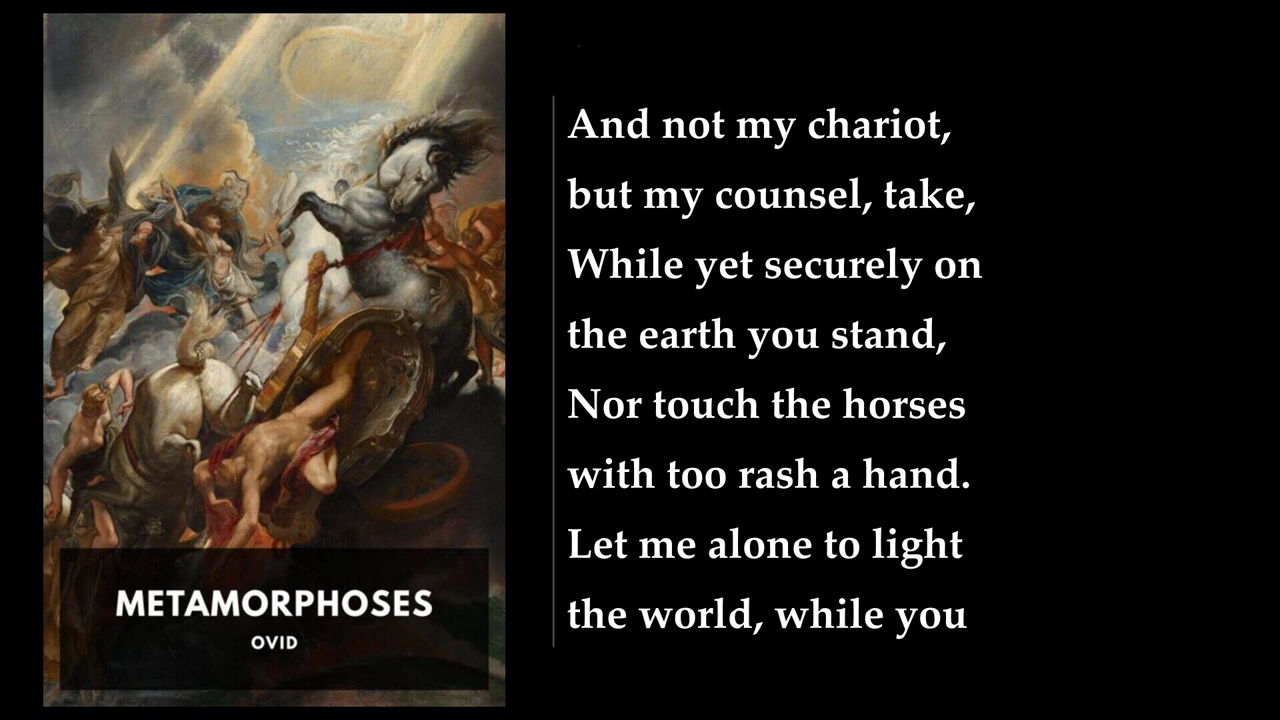 METAMORPHOSES
OVID
And not my chariot,
but my counsel, take,
While yet securely on
the earth you stand,
Nor touch the horses
with too rash a hand.
Let me alone to light
the world, while you